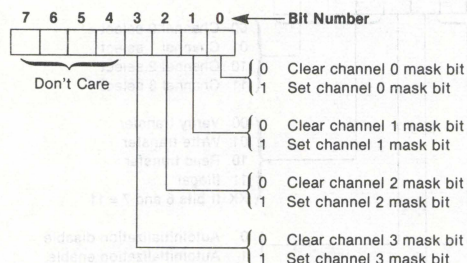 7 6 5 4 3 2 1 0 Bit Number
Don't Care
0 Clear channel 0 mask bit
1 Set channel 0 mask bit
0 Clear channel 1 mask bit
1 Set channel 1 mask bit
0 Clear channel 2 mask bit
1 Set channel 2 mask bit
0 Clear channel 3 mask bit
1 Set channel 3 mask bit